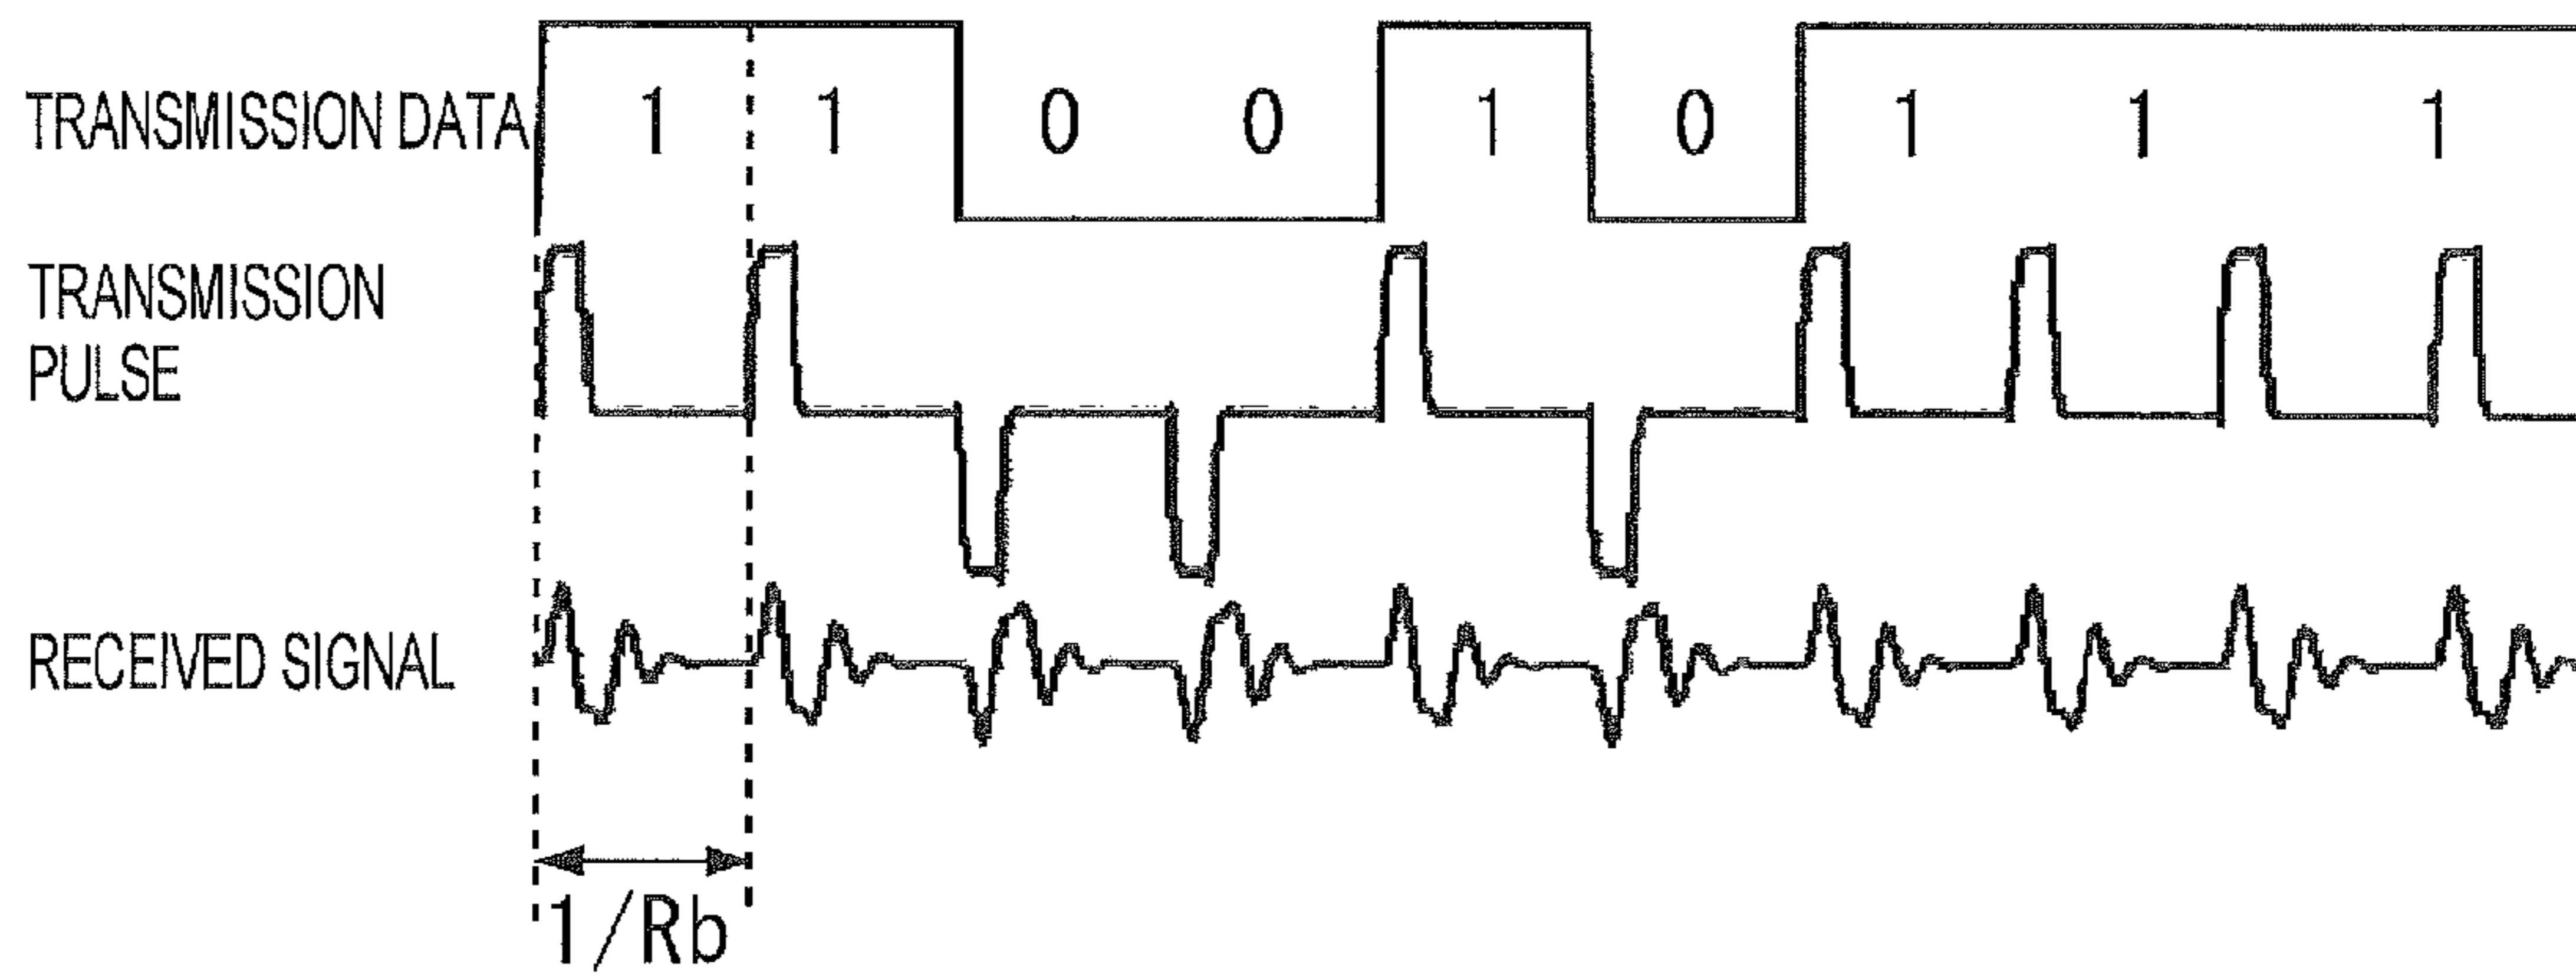 TRANSMISSION DATA 1 1 0 0 1 0 1 1 1
TRANSMISSION
PULSE
RECEIVED SIGNAL
1/Rb